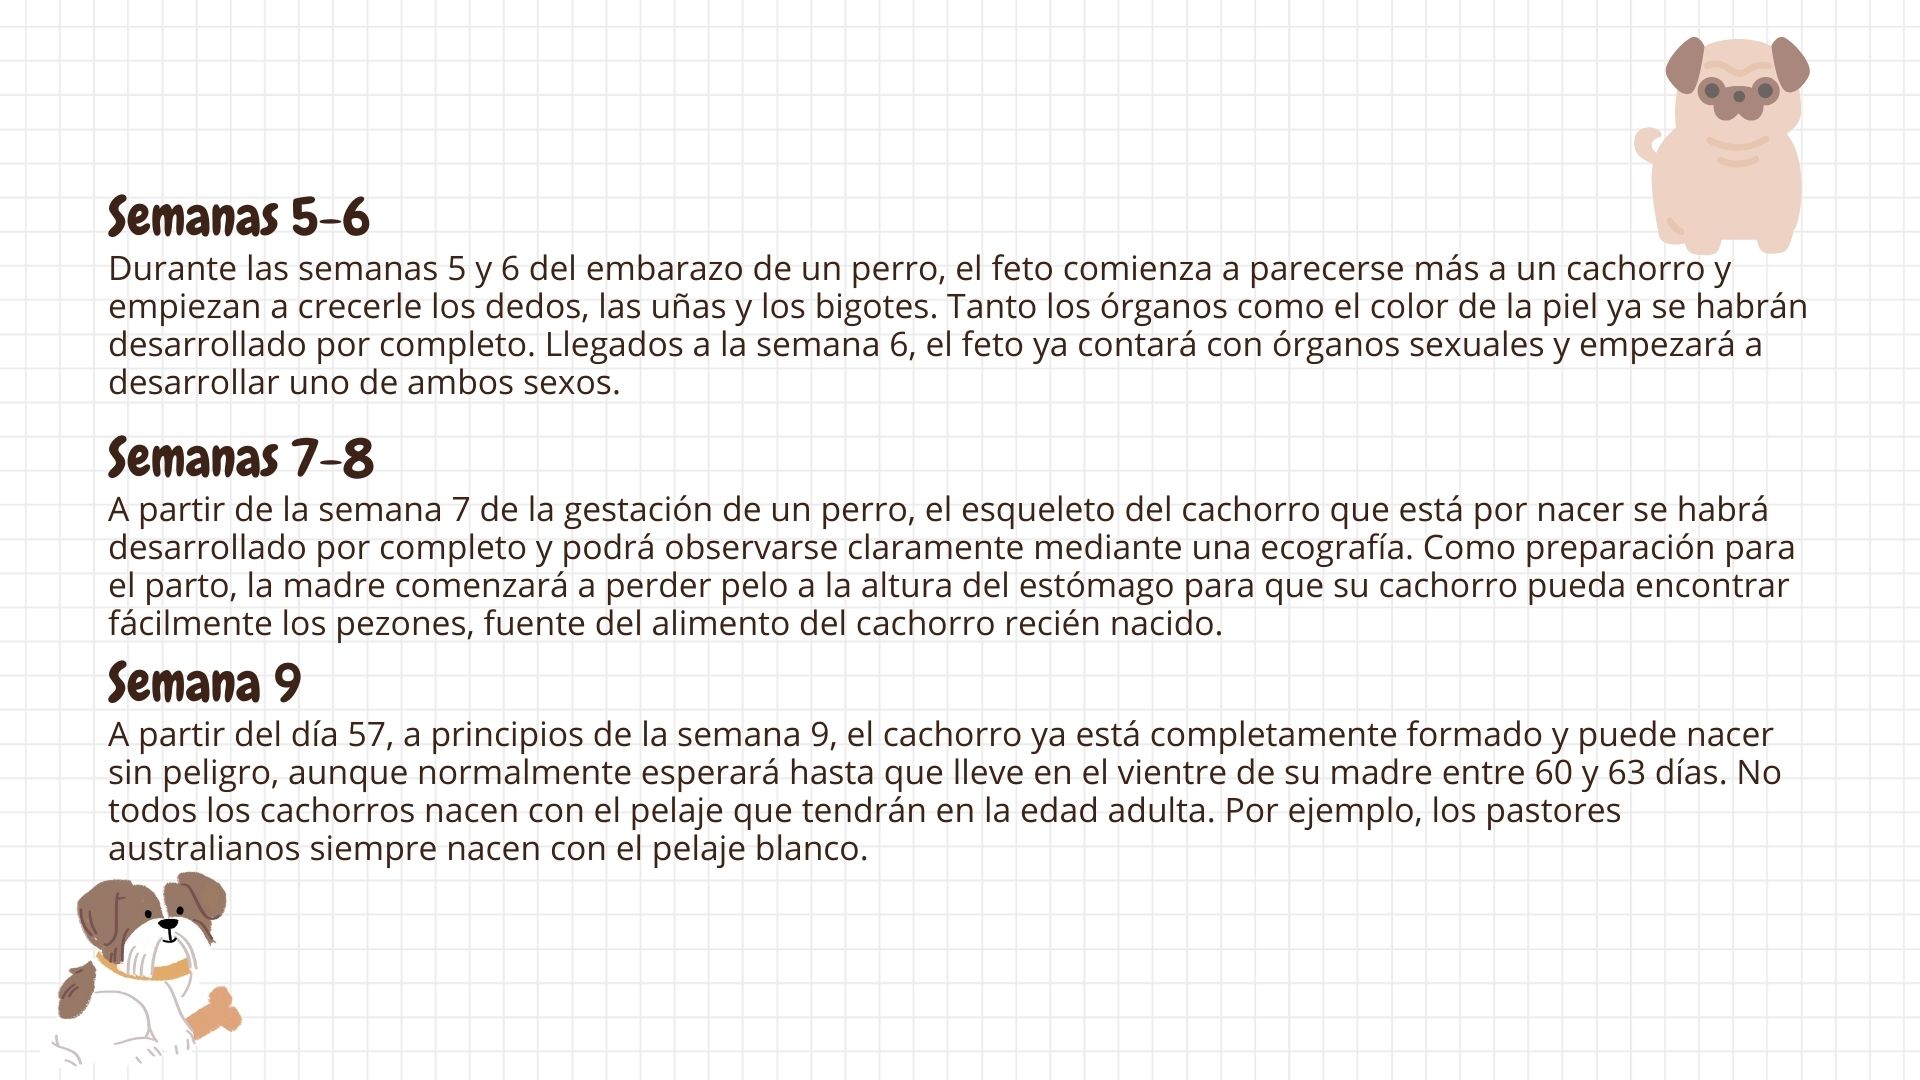 Semanas 5-6
Durante las semanas 5 y 6 del embarazo de un perro, el feto comienza a parecerse más a un cachorro y
empiezan a crecerle los dedos, las uñas y los bigotes. Tanto los órganos como el color de la piel ya se habrán
desarrollado por completo. Llegados a la semana 6, el feto ya contará con órganos sexuales y empezará a
desarrollar uno de ambos sexos.
Semanas 7-8
A partir de la semana 7 de la gestación de un perro, el esqueleto del cachorro que está por nacer se habrá
desarrollado por completo y podrá observarse claramente mediante una ecografía. Como preparación para
el parto, la madre comenzará a perder pelo a la altura del estómago para que su cachorro pueda encontrar
fácilmente los pezones, fuente del alimento del cachorro recién nacido.
Semana 9
A partir del día 57, a principios de la semana 9, el cachorro ya está completamente formado y puede nacer
sin peligro, aunque normalmente esperará hasta que lleve en el vientre de su madre entre 60 y 63 días. No
todos los cachorros nacen con el pelaje que tendrán en la edad adulta. Por ejemplo, los pastores
australianos siempre nacen con el pelaje blanco.